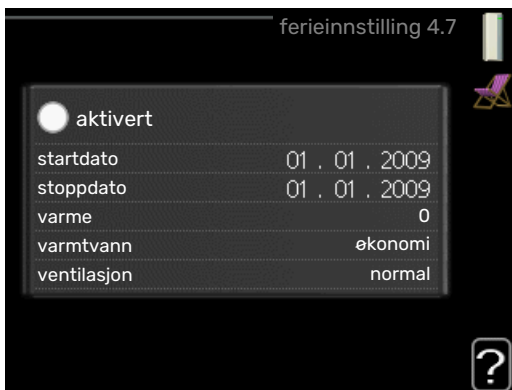 ferieinnstilling 4.7
aktivert
startdato 01 . 01 . 2009
stoppdato 01 . 01 . 2009
varme 0
varmtvann økonomi
ventilasjon normal
?